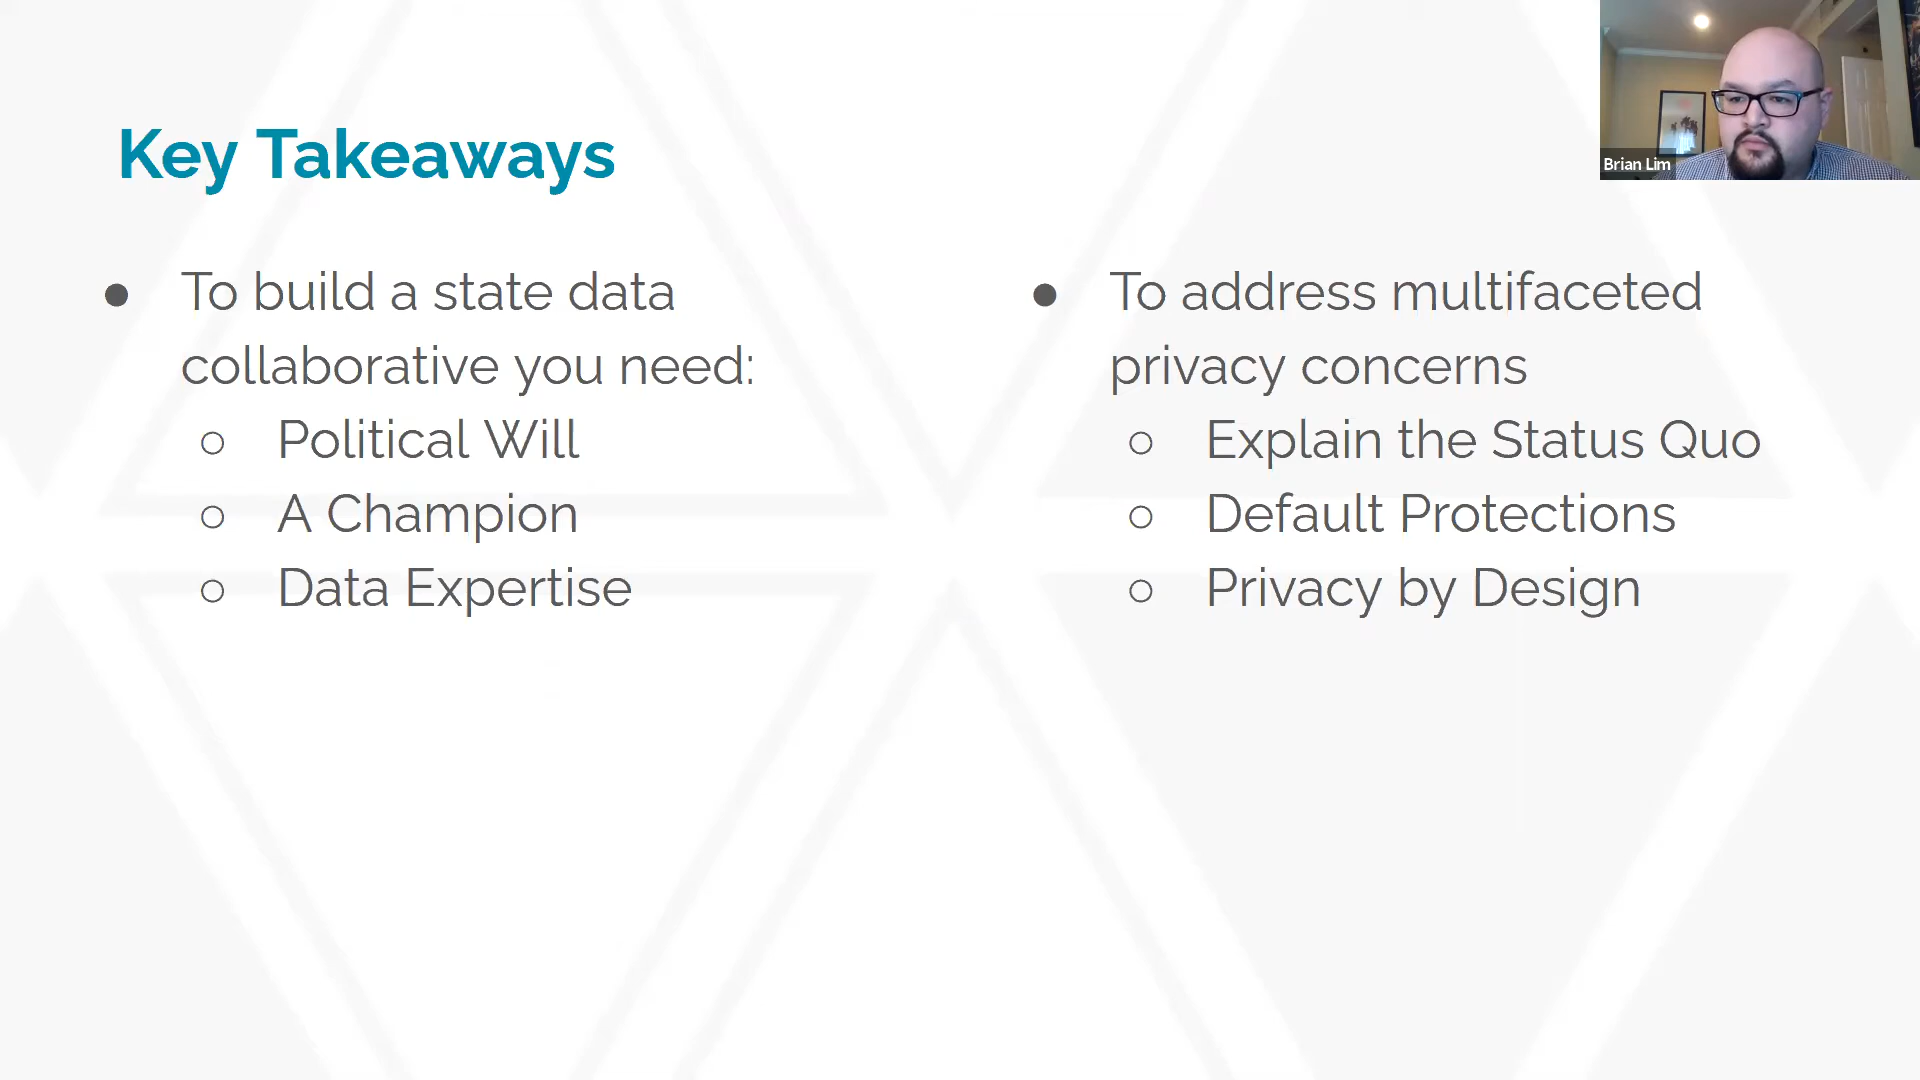 Key Takeaways
● To build a state data
collaborative you need:
○ Political Will
○ A Champion
○ Data Expertise
● To address multifaceted
privacy concerns
○ Explain the Status Quo
○ Default Protections
○ Privacy by Design
Brian Lim